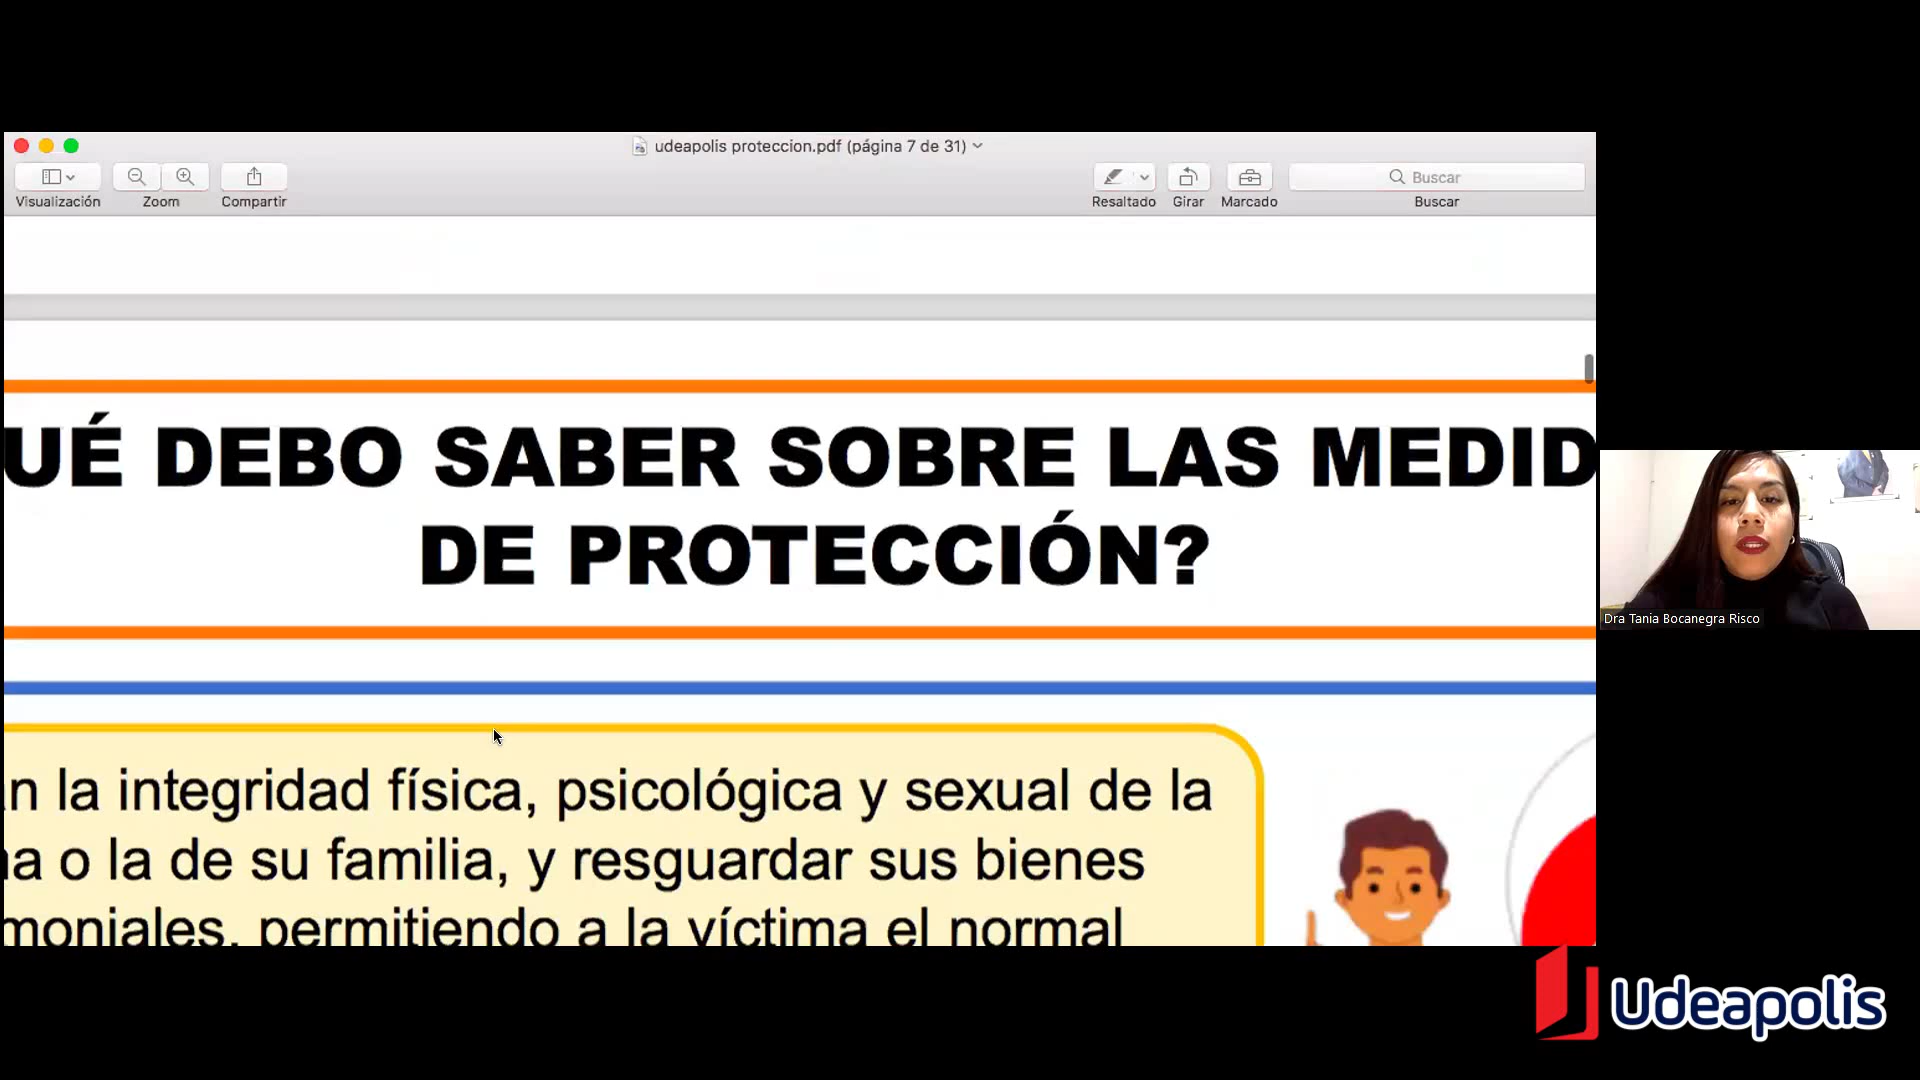 udeapolis proteccion.pdf (página 7 de 31)
Visualización
Zoom
Compartir
Resaltado
Girar
Marcado
Buscar
Buscar
UÉ DEBO SABER SOBRE LAS MEDID
DE PROTECCIÓN?
n la integridad física, psicológica y sexual de la
a o la de su familia, y resguardar sus bienes
moniales, permitiendo a la víctima el normal
Dra Tania Bocanegra Risco
Udeapolis